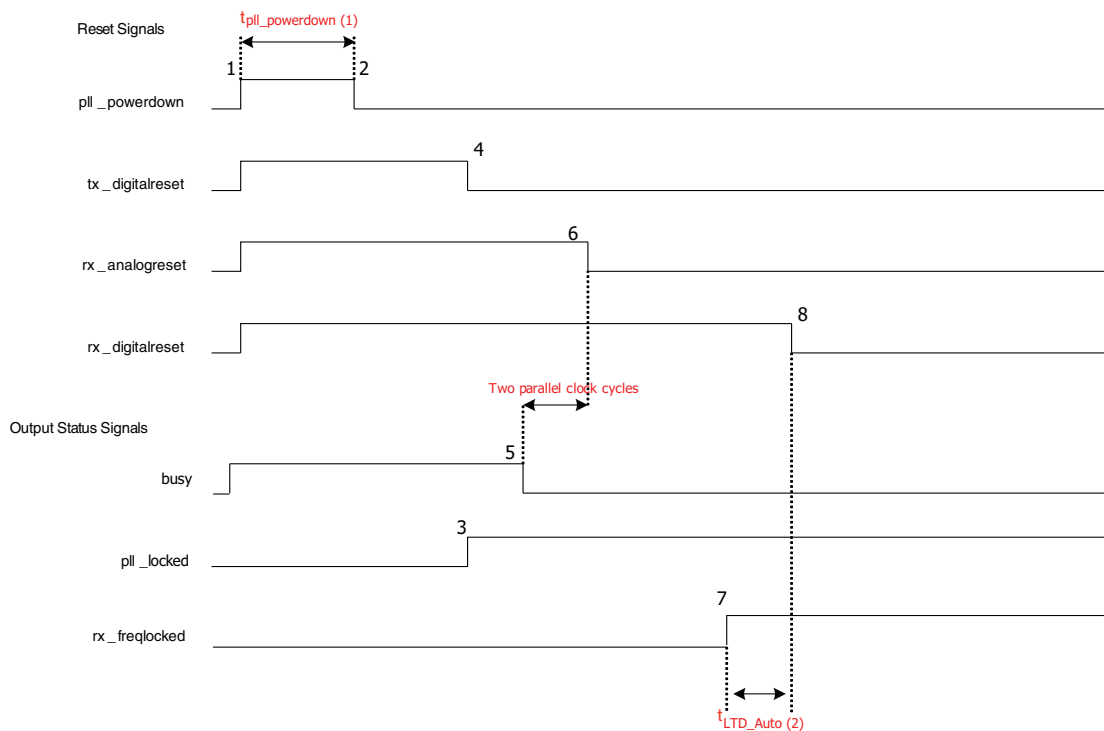 tpll_powerdown (1)
Reset Signals
1
2
pll _powerdown
4
tx _digitalreset
6
rx _analogreset
8
rx _digitalreset
Two parallel clock cycles
Output Status Signals
5
busy
3
pll _locked
7
rx _freqlocked
tLTD_Auto (2)